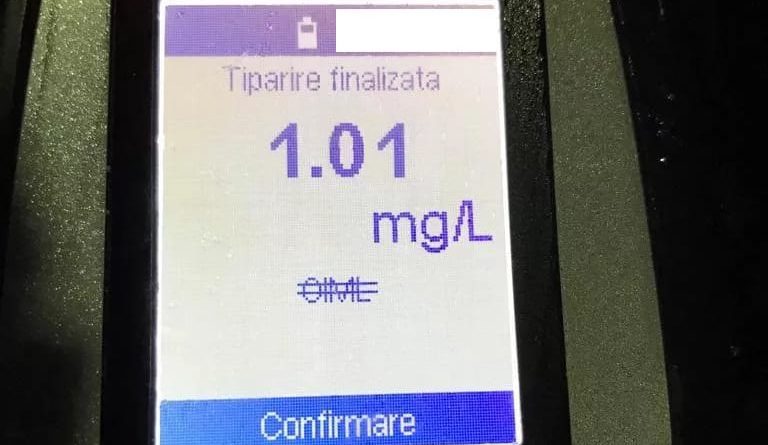 Tiparire finalizata
1.01
mg/L
OIML
Confirmare